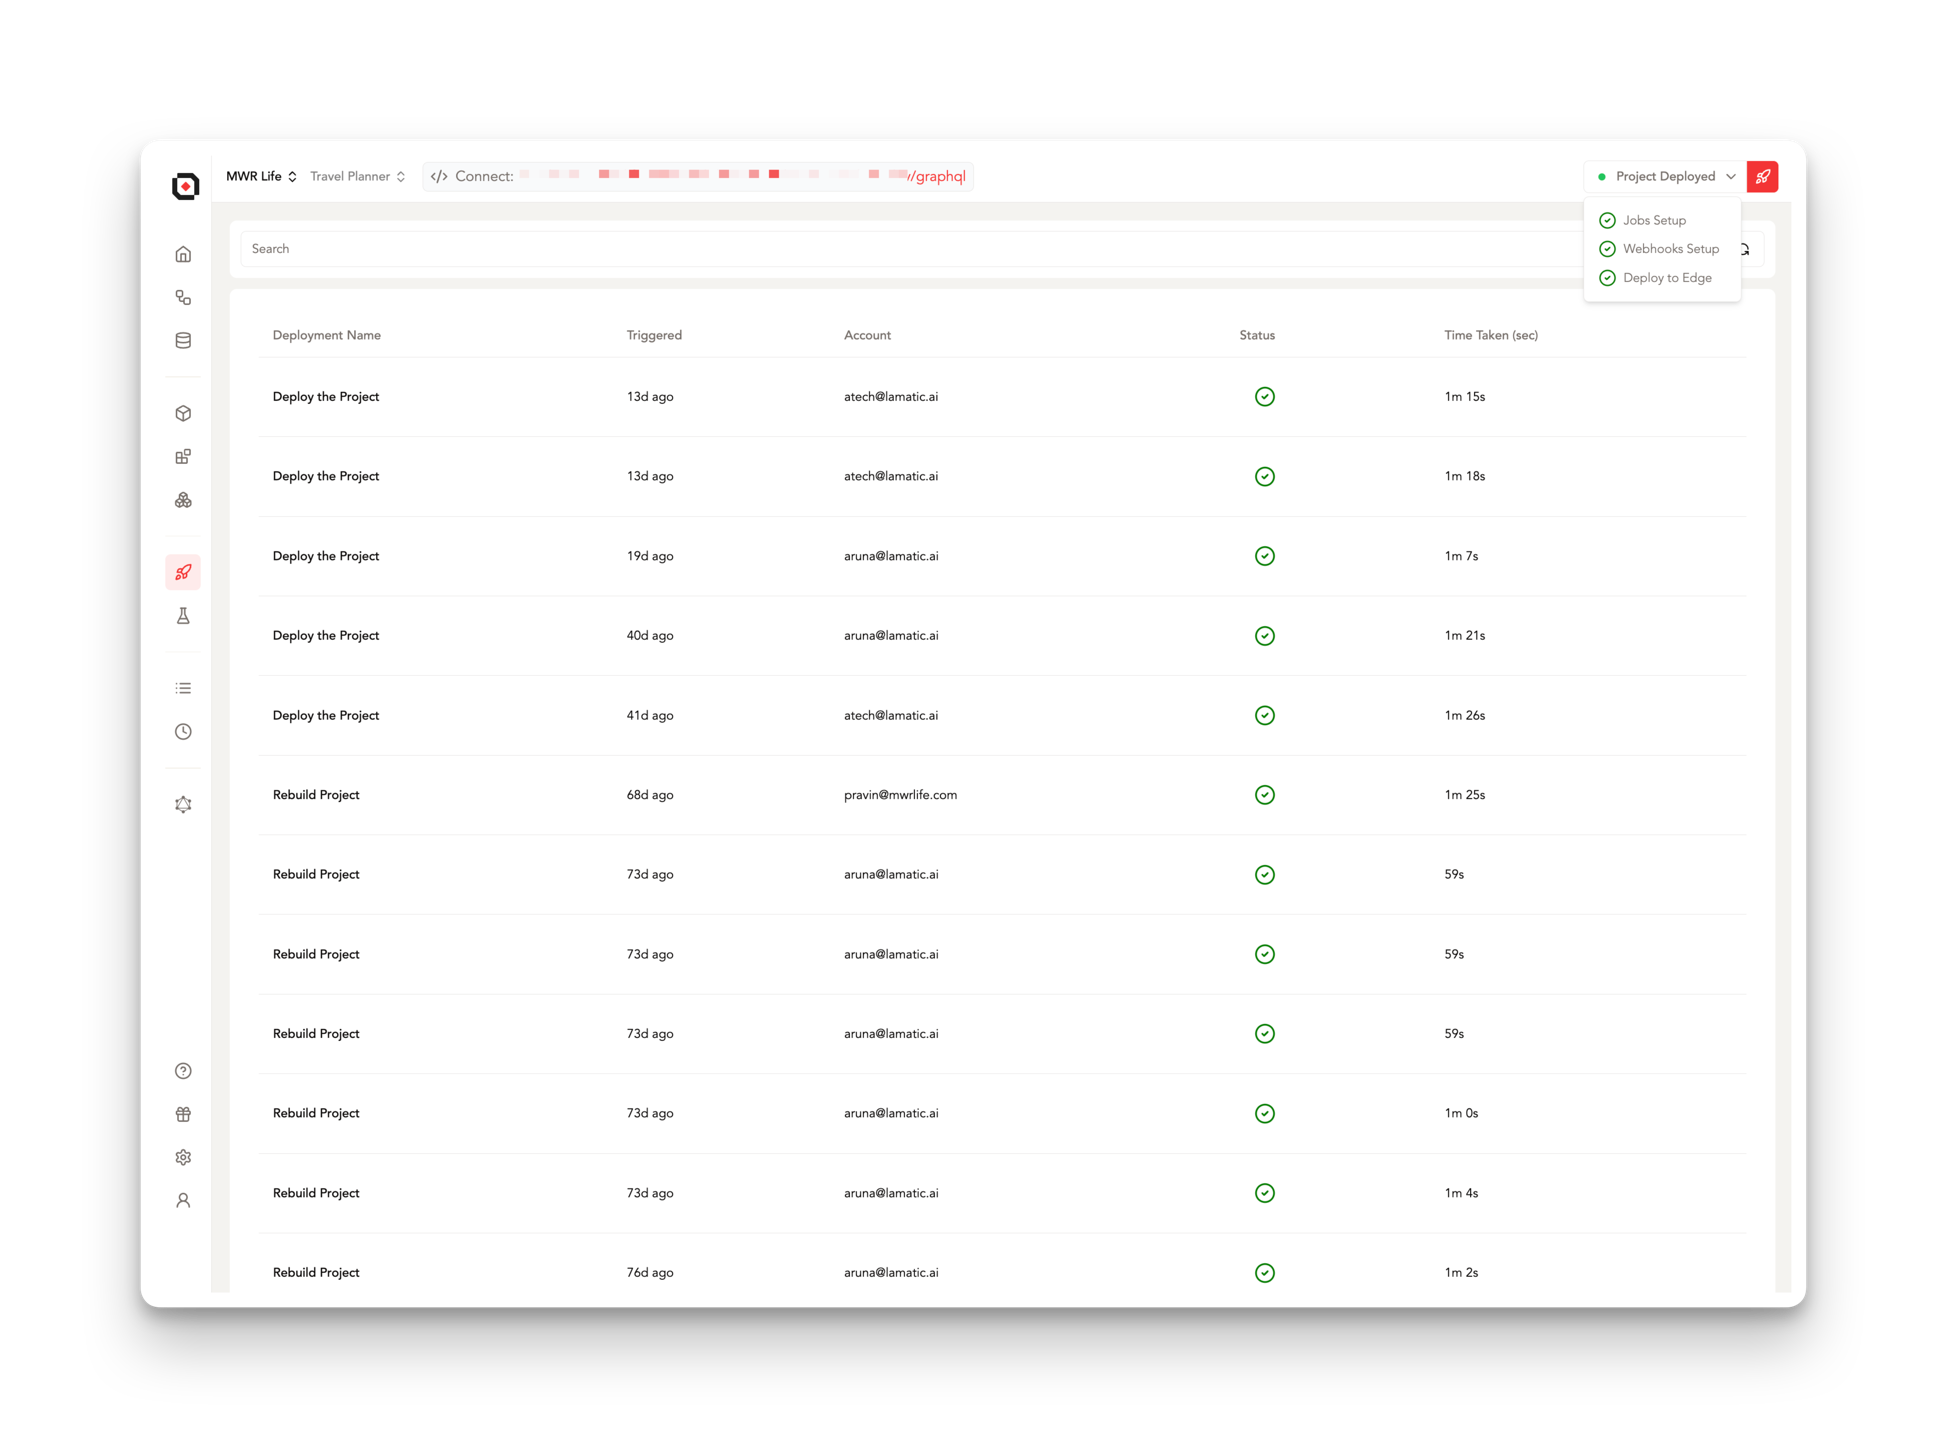 MWR Life Travel Planner </> Connect: /graphql Project Deployed
Jobs Setup
Search Webhooks Setup
Deploy to Edge
Deployment Name Triggered Account Status Time Taken (sec)
Deploy the Project 13d ago atech@lamatic.ai 1m 15s
Deploy the Project 13d ago atech@lamatic.ai 1m 18s
Deploy the Project 19d ago aruna@lamatic.ai 1m 7s
Deploy the Project 40d ago aruna@lamatic.ai 1m 21s
Deploy the Project 41d ago atech@lamatic.ai 1m 26s
Rebuild Project 68d ago pravin@mwrlife.com 1m 25s
Rebuild Project 73d ago aruna@lamatic.ai 59s
Rebuild Project 73d ago aruna@lamatic.ai 59s
Rebuild Project 73d ago aruna@lamatic.ai 59s
Rebuild Project 73d ago aruna@lamatic.ai 1m 0s
Rebuild Project 73d ago aruna@lamatic.ai 1m 4s
Rebuild Project 76d ago aruna@lamatic.ai 1m 2s